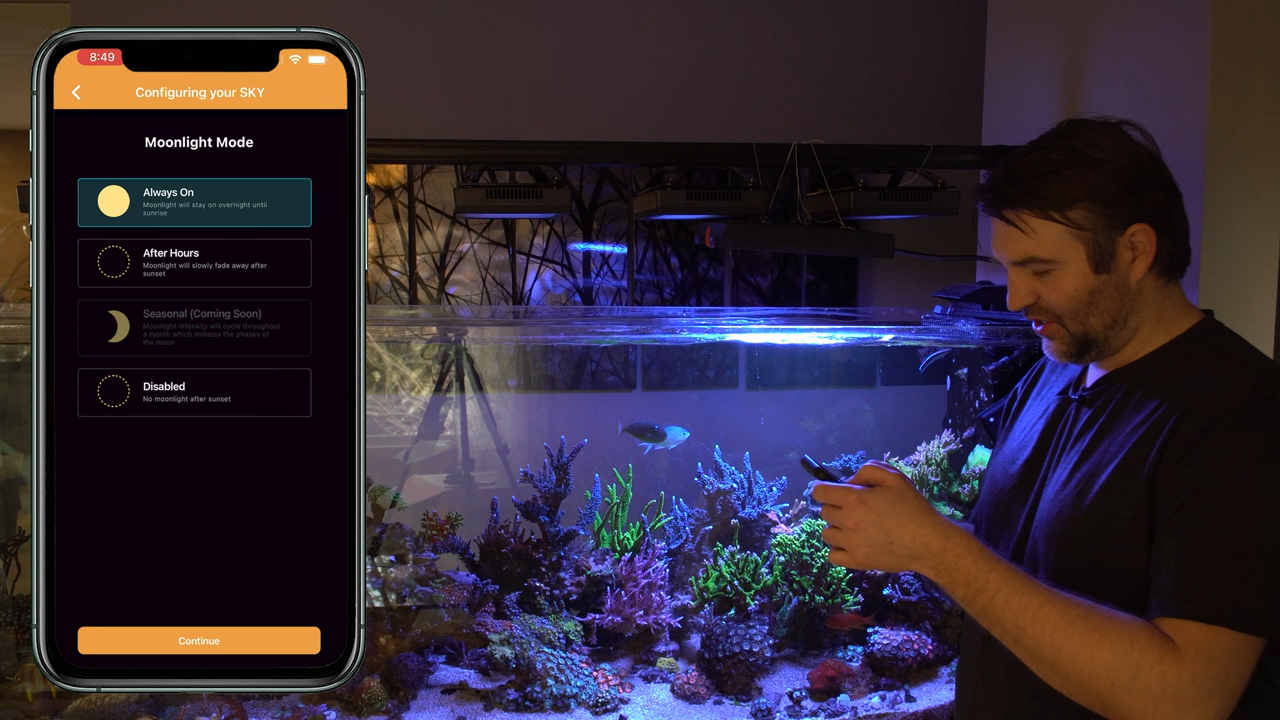 8:49
Configuring your SKY
Moonlight Mode
Always On
Moonlight will stay on overnight until
sunrise
After Hours
Moonlight will slowly fade away after
sunset
Seasonal (Coming Soon)
Moonlight intensity will cycle throughout
a month which imitates the phases of
the moon
Disabled
No moonlight after sunset
Continue